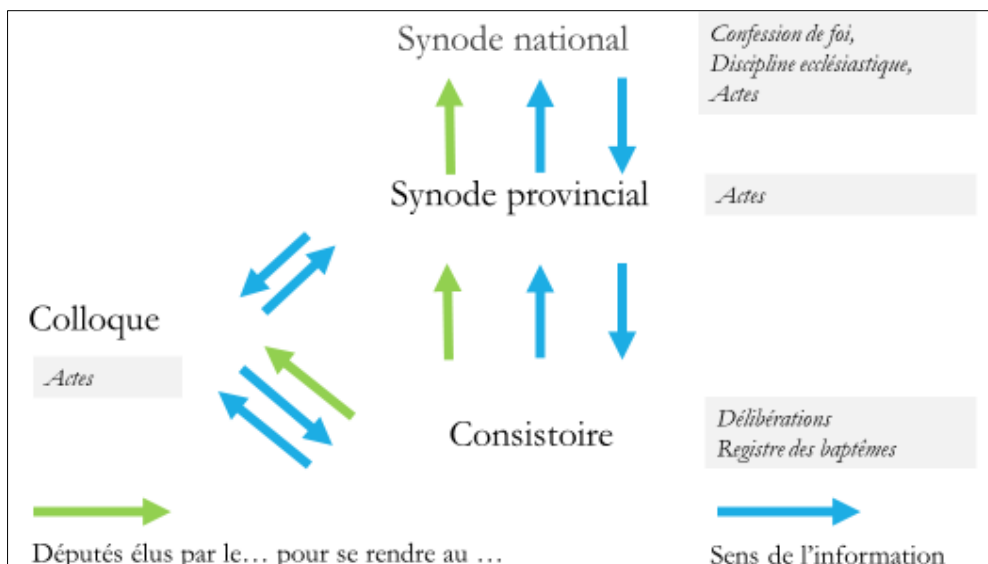 Synode national
Confession de foi,
Discipline ecclésiastique,
Actes
Synode provincial
Actes
Colloque
Actes
Consistoire
Délibérations
Registre des baptêmes
Députés élus par le… pour se rendre au …
Sens de l'information